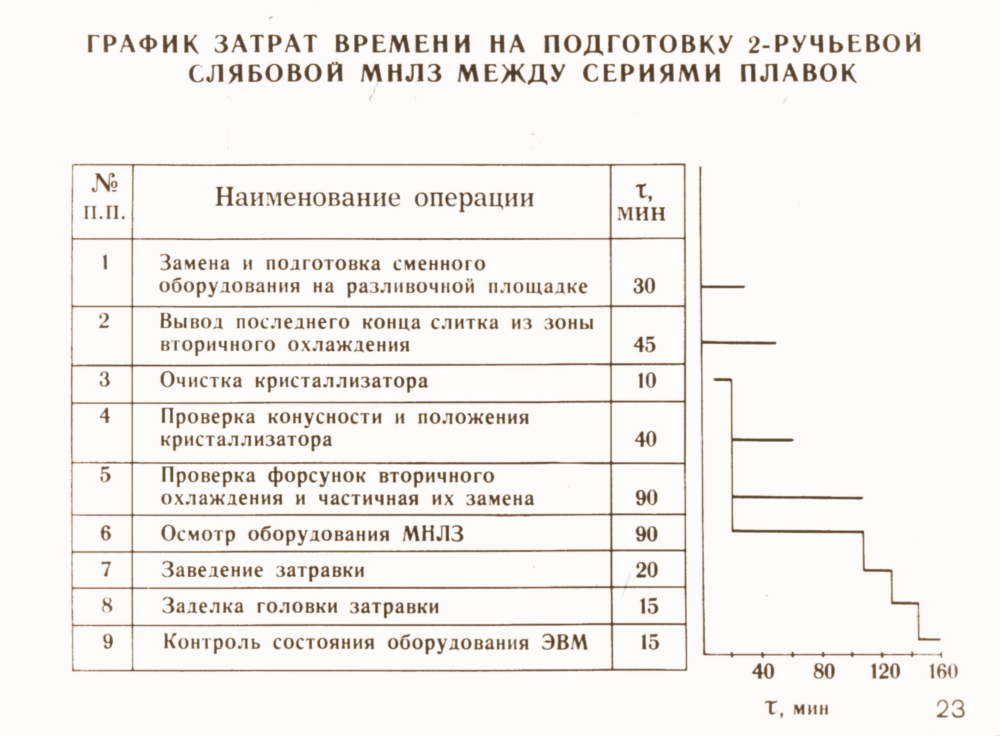 ГРАФИК ЗАТРАТ ВРЕМЕНИ НА ПОДГОТОВКУ 2-РУЧЬЕВОЙ
СЛЯБОВОЙ МНЛЗ МЕЖДУ СЕРИЯМИ ПЛАВОК
№ п.п.
Наименование операции
τ, мин
1
Замена и подготовка сменного
оборудования на разливочной площадке
30
2
Вывод последнего конца слитка из зоны
вторичного охлаждения
45
3
Очистка кристаллизатора
10
4
Проверка конусности и положения
кристаллизатора
40
5
Проверка форсунок вторичного
охлаждения и частичная их замена
90
6
Осмотр оборудования МНЛЗ
90
7
Заведение затравки
20
8
Заделка головки затравки
15
9
Контроль состояния оборудования ЭВМ
15
40 80 120 160
τ, мин
23